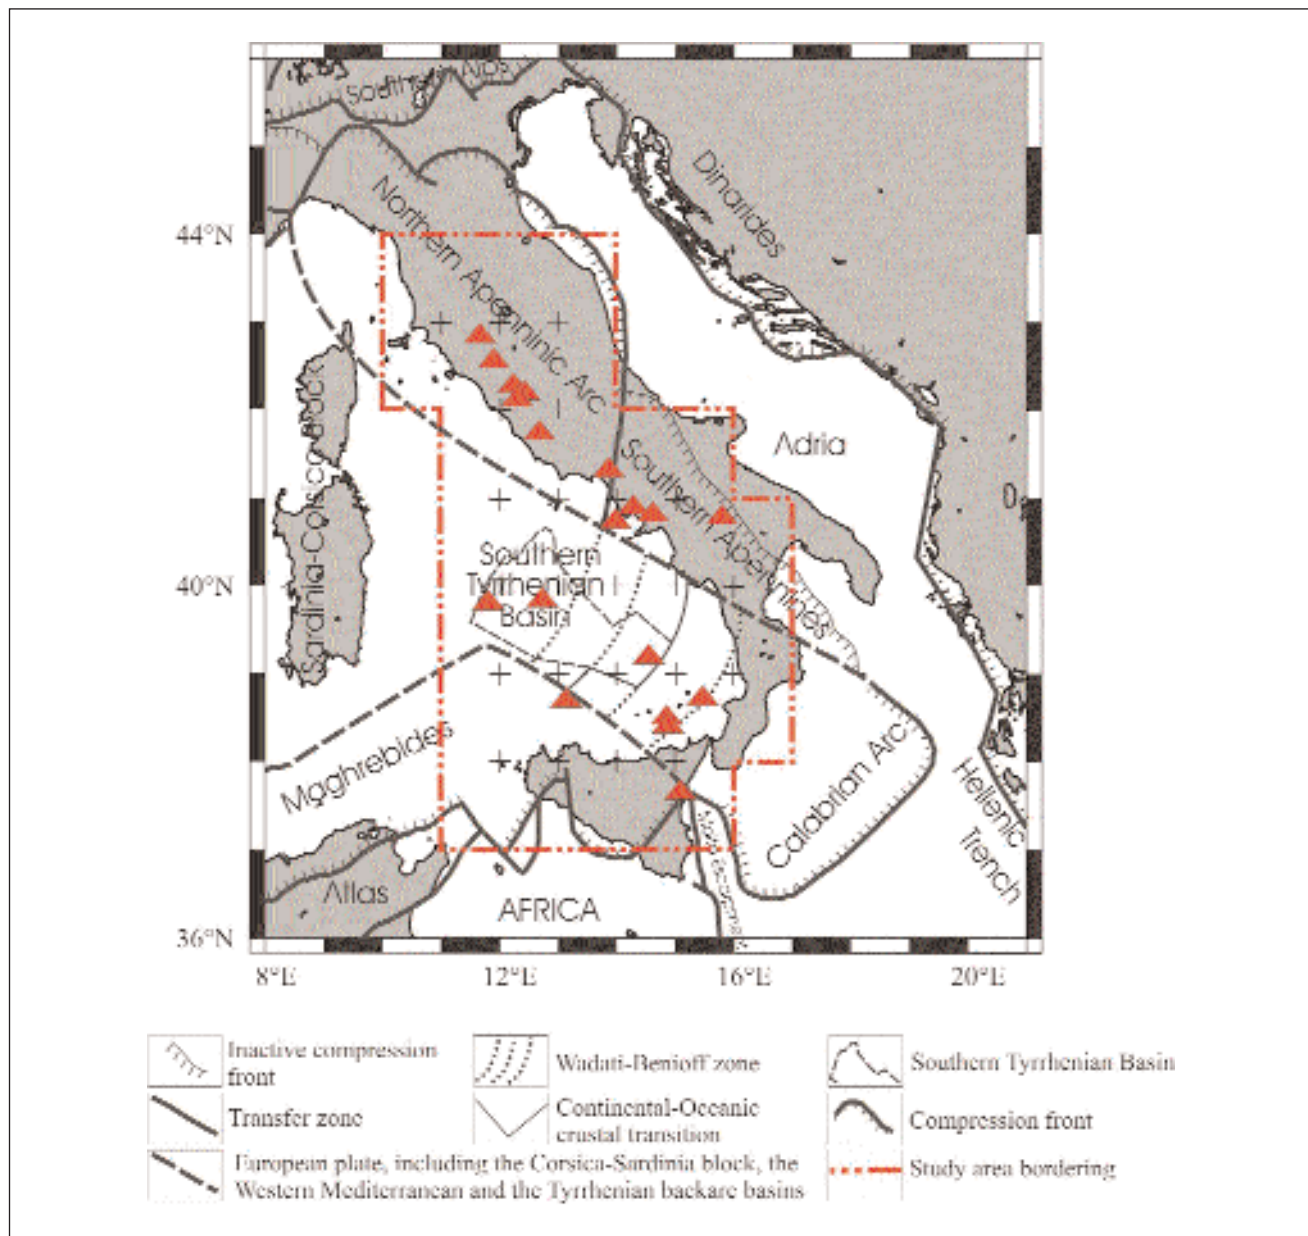 Southern Alps
Dinarides
44°N
Northern Apenninic Arc
Adria
Southern Apennines
Sardinia-Corsica Block
Southern
Tyrrhenian
Basin
40°N
Maghrebides
Calabrian Arc
Hellenic
Trench
Malta Escarpment
Atlas
AFRICA
36°N
8°E 12°E 16°E 20°E
Inactive compression
front
Wadati-Benioff zone
Southern Tyrrhenian Basin
Transfer zone
Continental-Oceanic
crustal transition
Compression front
European plate, including the Corsica-Sardinia block, the
Western Mediterranean and the Tyrrhenian backarc basins
Study area bordering